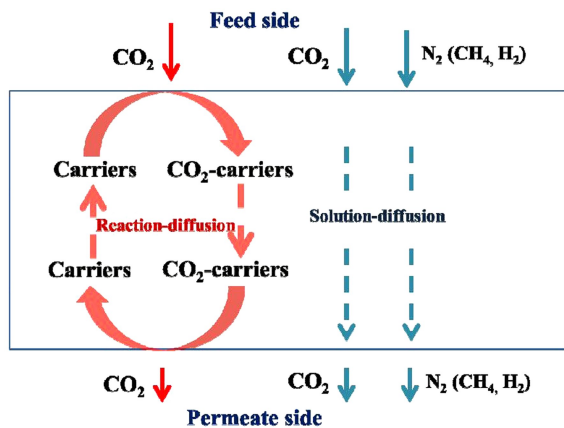 Feed side
CO₂ CO₂ N₂ (CH₄, H₂)
Carriers CO₂-carriers
Reaction-diffusion Solution-diffusion
Carriers CO₂-carriers
CO₂ CO₂ N₂ (CH₄, H₂)
Permeate side